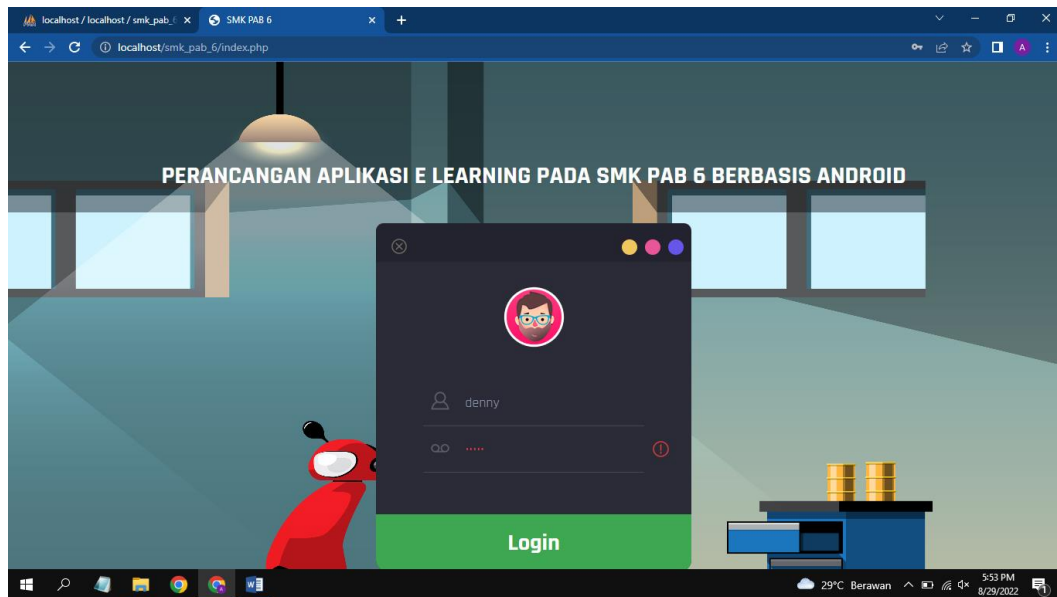 localhost / localhost / smk_pab_6
SMK PAB 6
localhost/smk_pab_6/index.php
A
PERANCANGAN APLIKASI E LEARNING PADA SMK PAB 6 BERBASIS ANDROID
denny
·····
Login
29°C Berawan
5:53 PM
8/29/2022
1